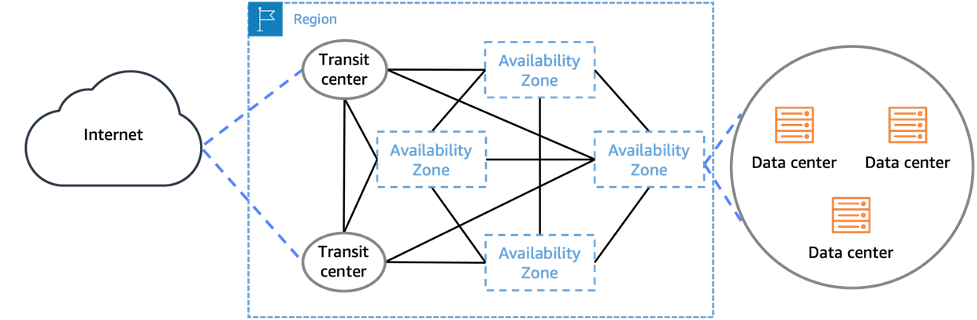 Region
Transit
center
Availability
Zone
Internet
Availability
Zone
Availability
Zone
Data center
Data center
Transit
center
Availability
Zone
Data center